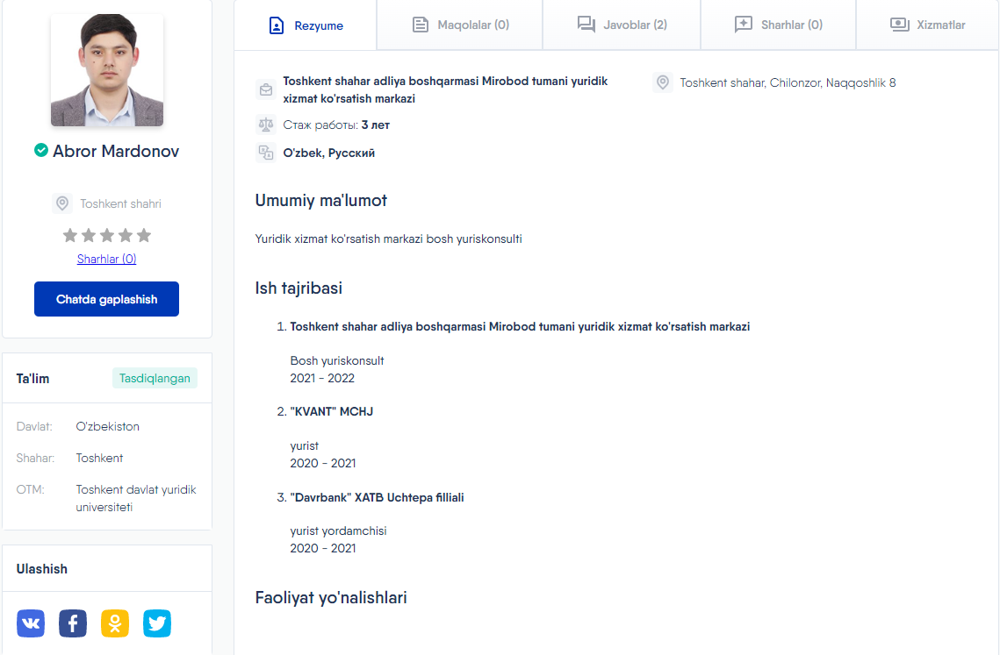 Rezyume
Maqolalar (0)
Javoblar (2)
Sharhlar (0)
Xizmatlar
Abror Mardonov
Toshkent shahri
Sharhlar (0)
Chatda gaplashish
Ta'lim
Tasdiqlangan
Davlat: O'zbekiston
Shahar: Toshkent
OTM: Toshkent davlat yuridik
universiteti
Ulashish
Toshkent shahar adliya boshqarmasi Mirobod tumani yuridik
xizmat ko'rsatish markazi
Toshkent shahar, Chilonzor, Naqqoshlik 8
Стаж работы: 3 лет
O'zbek, Русский
Umumiy ma'lumot
Yuridik xizmat ko'rsatish markazi bosh yuriskonsulti
Ish tajribasi
1. Toshkent shahar adliya boshqarmasi Mirobod tumani yuridik xizmat ko'rsatish markazi
Bosh yuriskonsult
2021 - 2022
2. "KVANT" MCHJ
yurist
2020 - 2021
3. "Davrbank" XATB Uchtepa filliali
yurist yordamchisi
2020 - 2021
Faoliyat yo'nalishlari